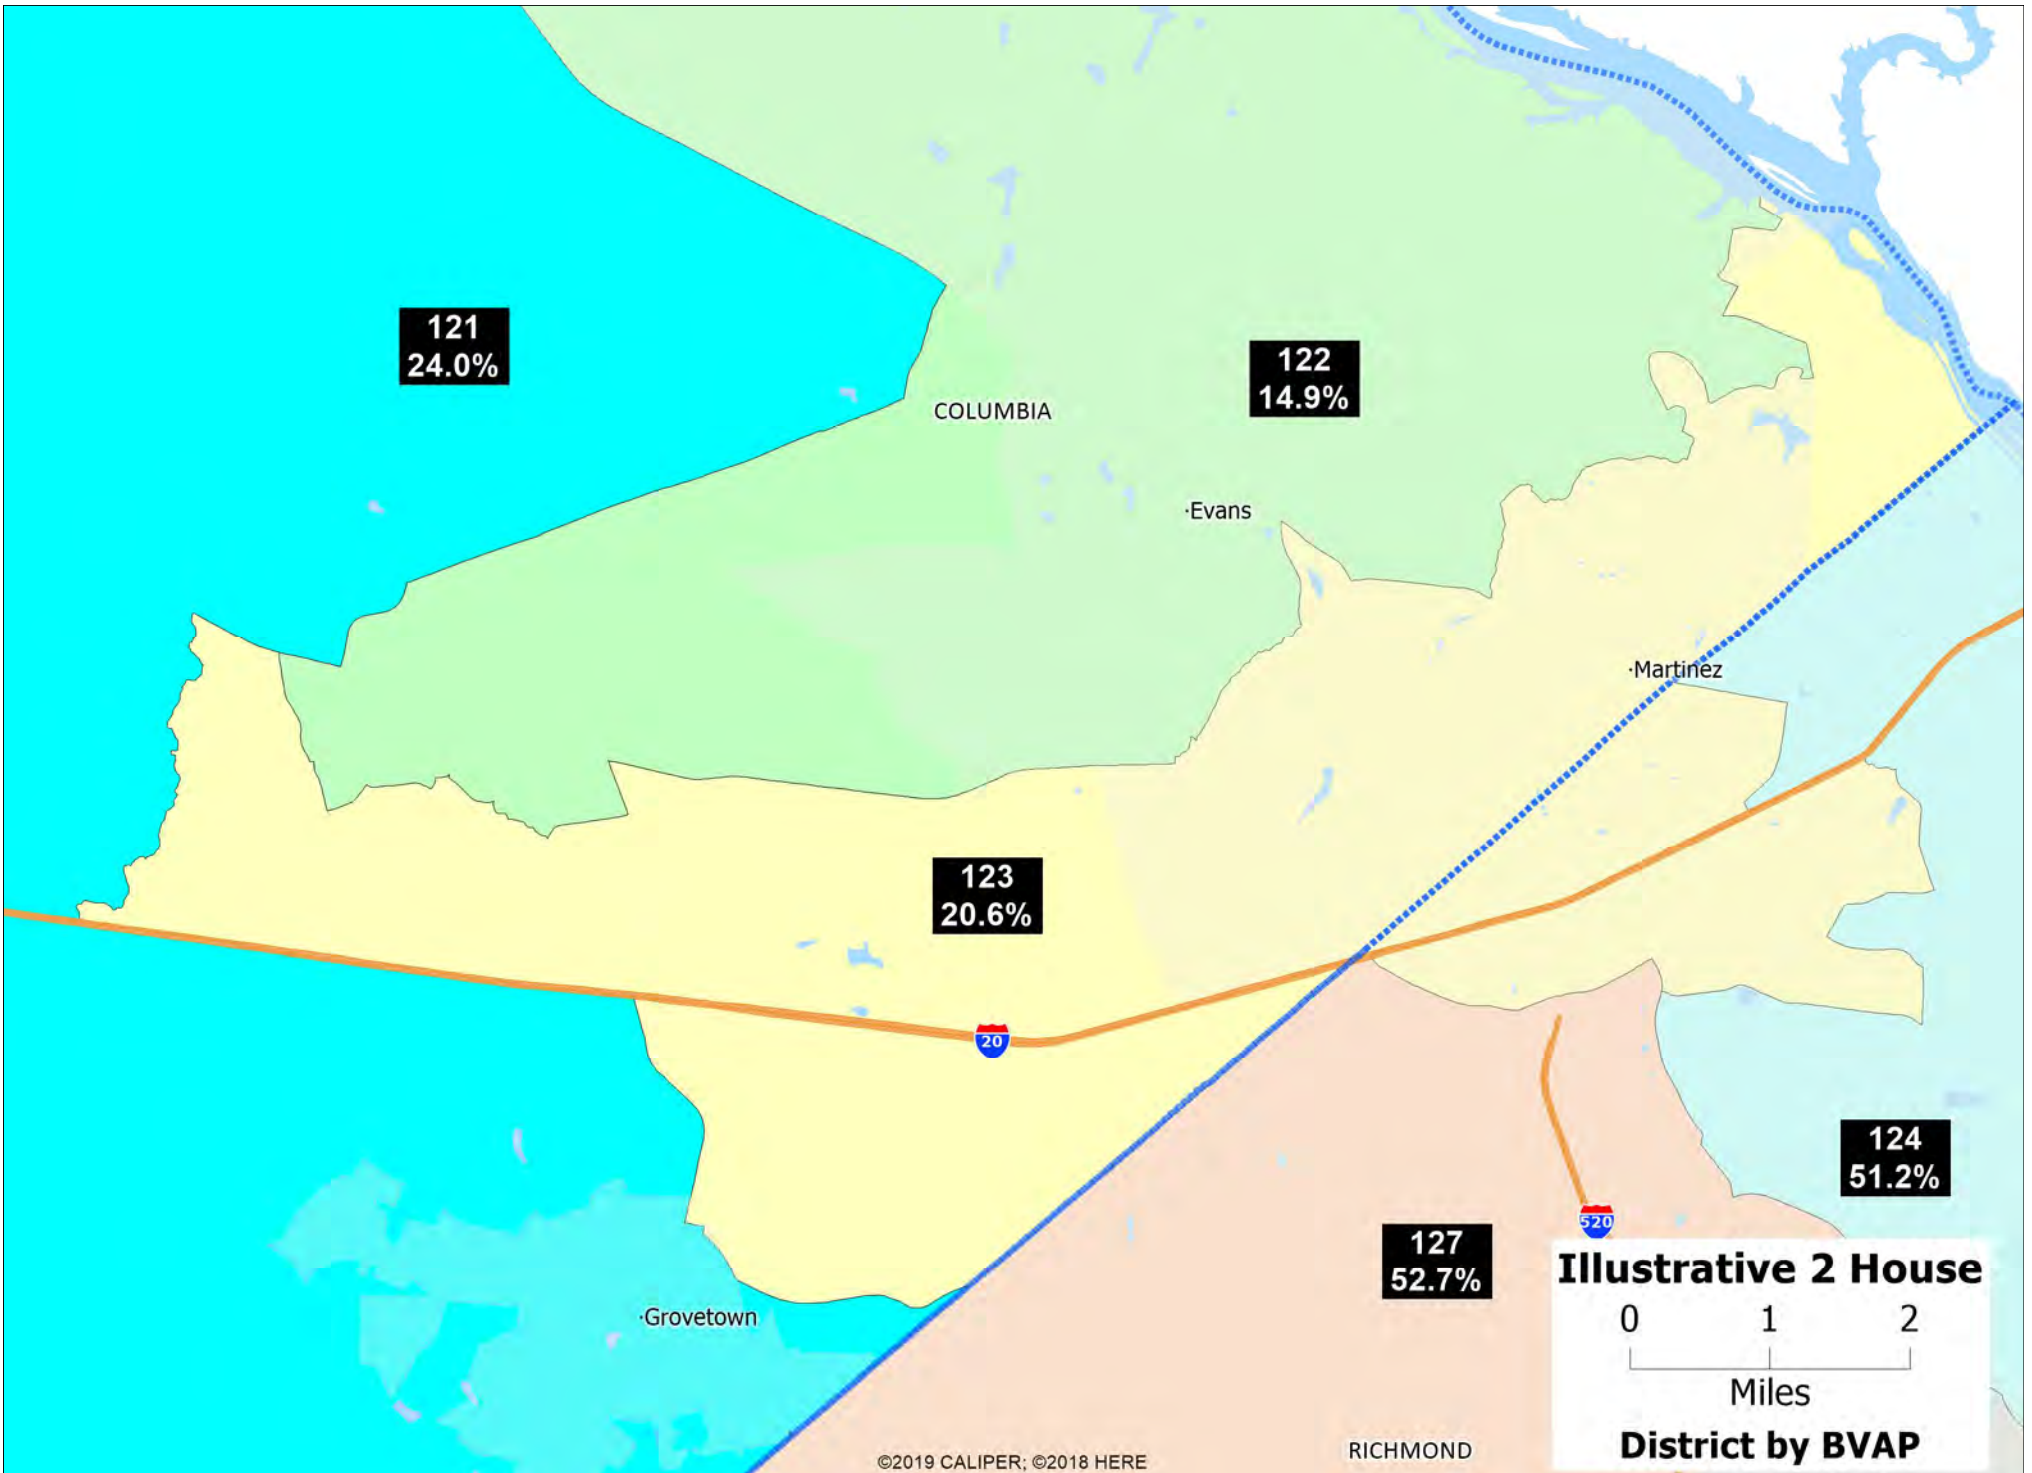 121
24.0%
122
14.9%
COLUMBIA
·Evans
·Martinez
123
20.6%
20
124
51.2%
520
127
52.7%
·Grovetown
Illustrative 2 House
0 1 2
Miles
District by BVAP
RICHMOND
©2019 CALIPER; ©2018 HERE